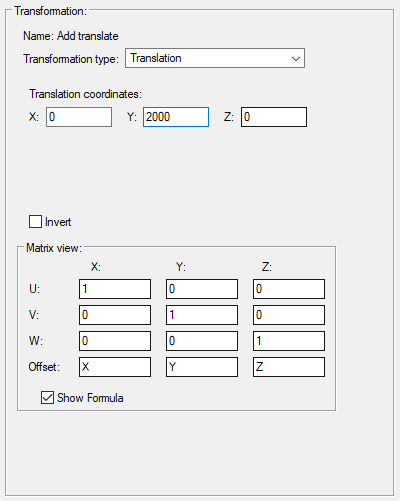 Transformation:
Name: Add translate
Transformation type: Translation
Translation coordinates:
X: 0 Y: 2000 Z: 0
Invert
Matrix view:
X: Y: Z:
U: 1 0 0
V: 0 1 0
W: 0 0 1
Offset: X Y Z
Show Formula